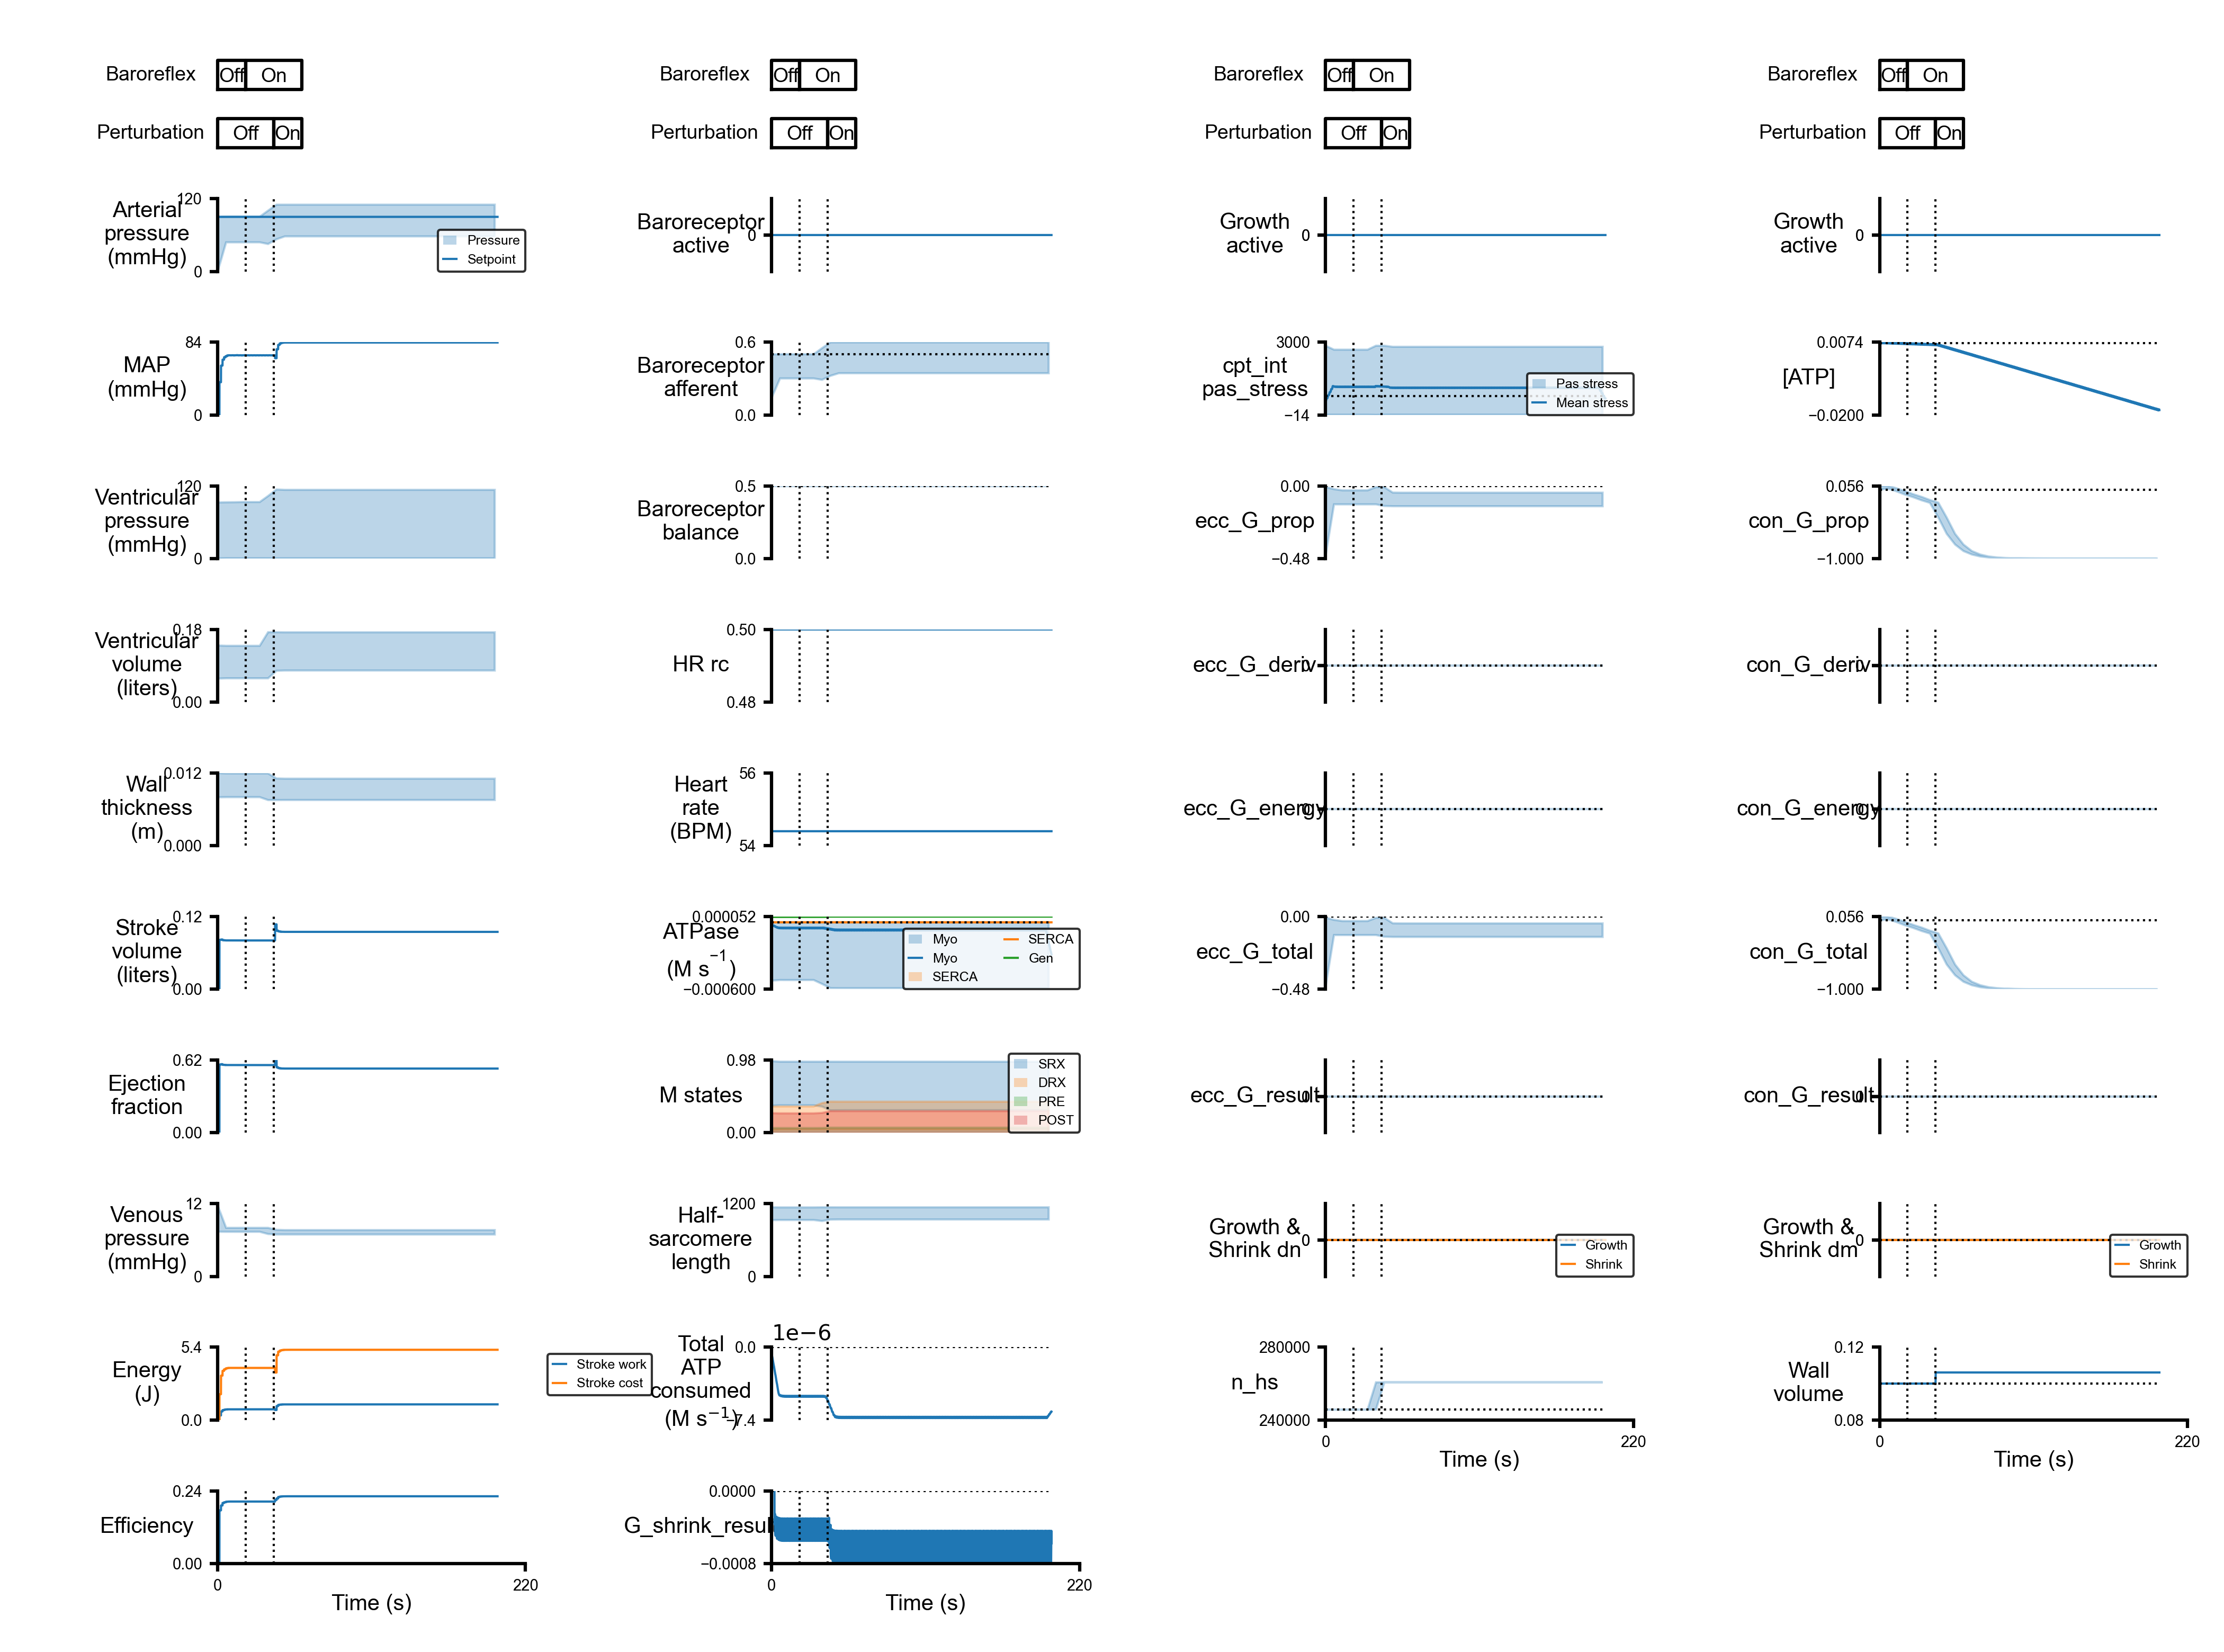 Baroreflex
Off
On
Perturbation
Off
On
Arterial
pressure
(mmHg)
120
0
Pressure
Setpoint
MAP
(mmHg)
84
0
Ventricular
pressure
(mmHg)
120
0
Ventricular
volume
(liters)
0.18
0.00
Wall
thickness
(m)
0.012
0.000
Stroke
volume
(liters)
0.12
0.00
Ejection
fraction
0.62
0.00
Venous
pressure
(mmHg)
12
0
Energy
(J)
5.4
0.0
Stroke work
Stroke cost
Efficiency
0.24
0.00
0
220
Time (s)
Baroreflex
Off
On
Perturbation
Off
On
Baroreceptor
active
0
Baroreceptor
afferent
0.6
0.0
Baroreceptor
balance
0.5
0.0
HR rc
0.50
0.48
Heart
rate
(BPM)
56
54
ATPase
(M s⁻¹)
0.000052
−0.000600
Myo
Myo
SERCA
SERCA
Gen
M states
0.98
0.00
SRX
DRX
PRE
POST
Half-
sarcomere
length
1200
0
1e−6
Total
ATP
consumed
(M s⁻¹)
0.0
−7.4
G_shrink_result
0.0000
−0.0008
0
220
Time (s)
Baroreflex
Off
On
Perturbation
Off
On
Growth
active
0
cpt_int
pas_stress
3000
−14
Pas stress
Mean stress
ecc_G_prop
0.00
−0.48
ecc_G_deriv
0
ecc_G_energy
0
ecc_G_total
0.00
−0.48
ecc_G_result
0
Growth &
Shrink dn
0
Growth
Shrink
n_hs
280000
240000
0
220
Time (s)
Baroreflex
Off
On
Perturbation
Off
On
Growth
active
0
[ATP]
0.0074
−0.0200
con_G_prop
0.056
−1.000
con_G_deriv
0
con_G_energy
0
con_G_total
0.056
−1.000
con_G_result
0
Growth &
Shrink dm
0
Growth
Shrink
Wall
volume
0.12
0.08
0
220
Time (s)